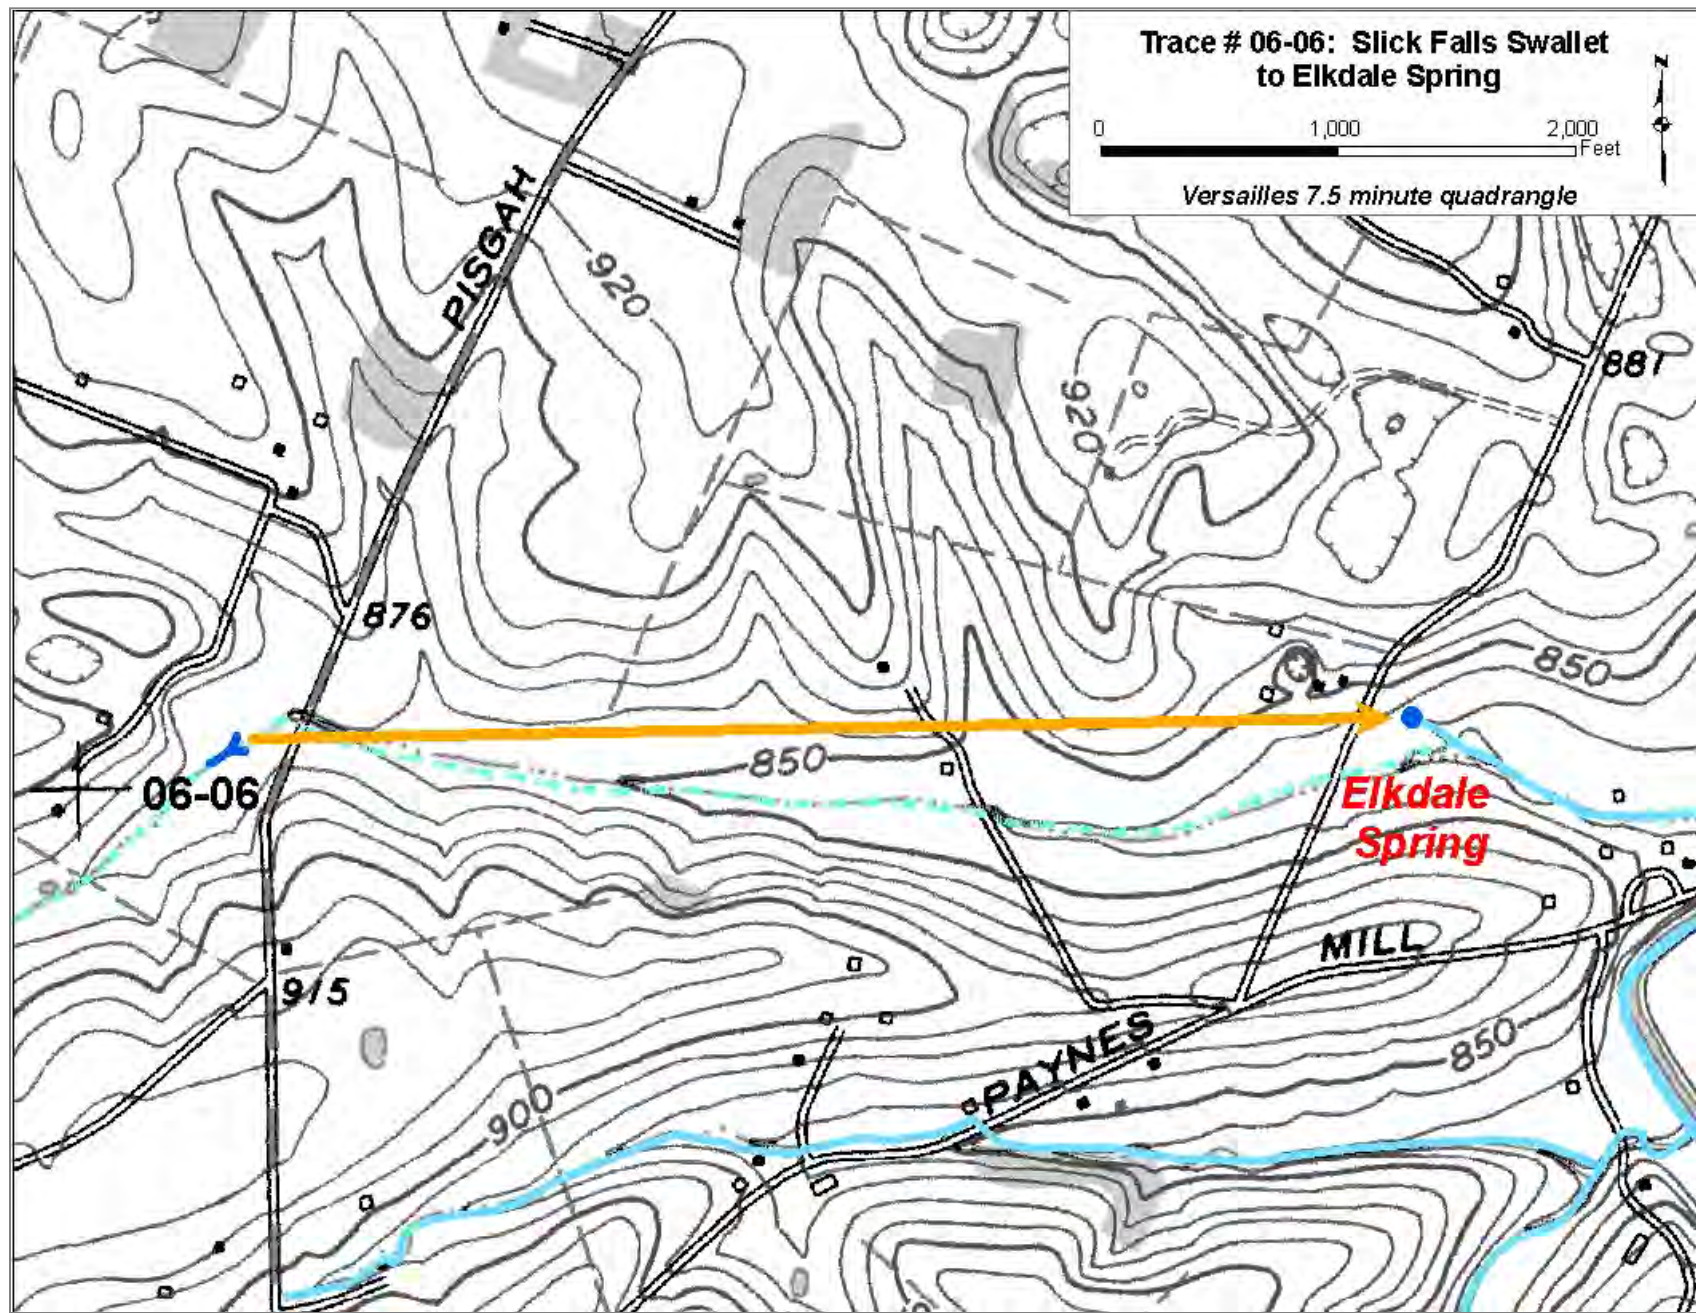 Trace # 06-06: Slick Falls Swallet
to Elkdale Spring
N
0 1,000 2,000
Feet
Versailles 7.5 minute quadrangle
PISGAH
920
881
920
876
850
850
06-06
Elkdale
Spring
MILL
915
PAYNES
850
900